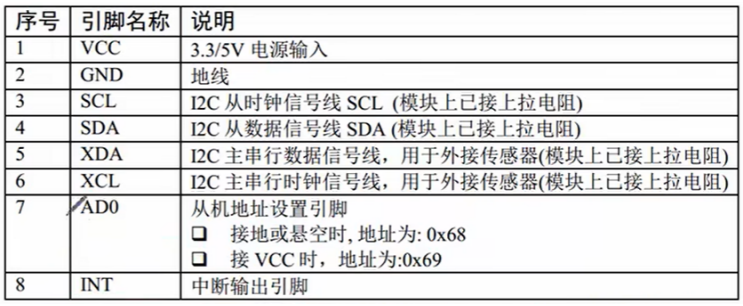 序号 引脚名称 说明
1 VCC 3.3/5V 电源输入
2 GND 地线
3 SCL I2C 从时钟信号线 SCL (模块上已接上拉电阻)
4 SDA I2C 从数据信号线 SDA (模块上已接上拉电阻)
5 XDA I2C 主串行数据信号线，用于外接传感器(模块上已接上拉电阻)
6 XCL I2C 主串行时钟信号线，用于外接传感器(模块上已接上拉电阻)
7 AD0 从机地址设置引脚
❑ 接地或悬空时, 地址为: 0x68
❑ 接 VCC 时，地址为:0x69
8 INT 中断输出引脚